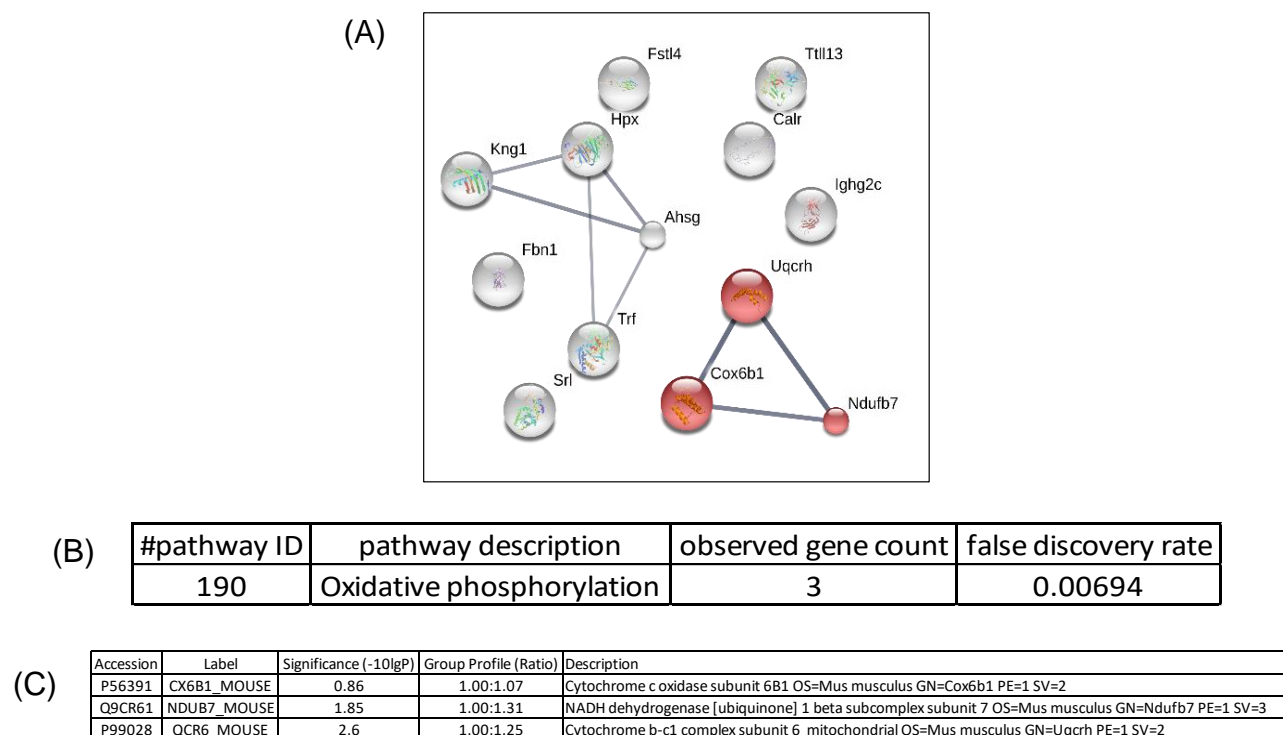 (A)
Fstl4
Ttll13
Hpx
Calr
Kng1
Ighg2c
Ahsg
Fbn1
Uqcrh
Trf
Cox6b1
Srl
Ndufb7
(B)
#pathway ID pathway description observed gene count false discovery rate
190 Oxidative phosphorylation 3 0.00694
(C)
Accession Label Significance (-10lgP) Group Profile (Ratio) Description
P56391 CX6B1_MOUSE 0.86 1.00:1.07 Cytochrome c oxidase subunit 6B1 OS=Mus musculus GN=Cox6b1 PE=1 SV=2
Q9CR61 NDUB7_MOUSE 1.85 1.00:1.31 NADH dehydrogenase [ubiquinone] 1 beta subcomplex subunit 7 OS=Mus musculus GN=Ndufb7 PE=1 SV=3
P99028 QCR6_MOUSE 2.6 1.00:1.25 Cytochrome b-c1 complex subunit 6 mitochondrial OS=Mus musculus GN=Uqcrh PE=1 SV=2